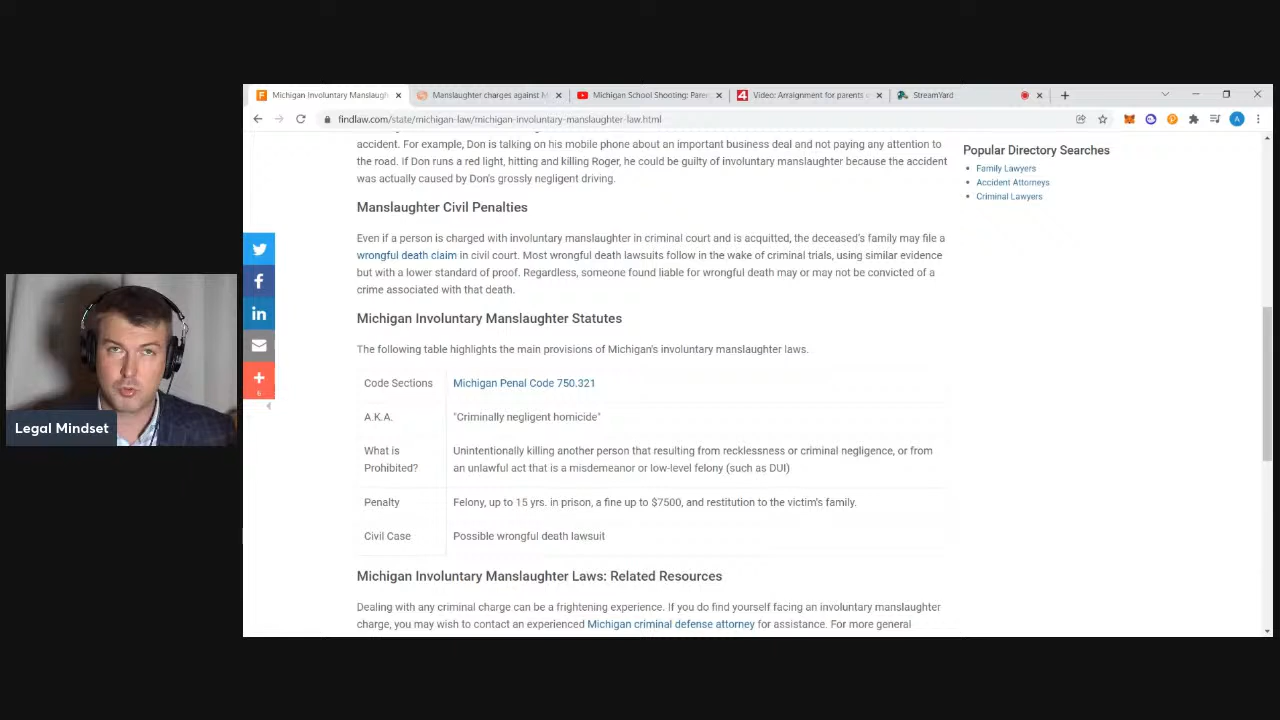 Michigan Involuntary Manslaugh
Manslaughter charges against M
Michigan School Shooting: Paren
Video: Arraignment for parents
StreamYard
findlaw.com/state/michigan-law/michigan-involuntary-manslaughter-law.html
accident. For example, Don is talking on his mobile phone about an important business deal and not paying any attention to
the road. If Don runs a red light, hitting and killing Roger, he could be guilty of involuntary manslaughter because the accident
was actually caused by Don's grossly negligent driving.
Popular Directory Searches
Family Lawyers
Accident Attorneys
Criminal Lawyers
Manslaughter Civil Penalties
Even if a person is charged with involuntary manslaughter in criminal court and is acquitted, the deceased's family may file a
wrongful death claim in civil court. Most wrongful death lawsuits follow in the wake of criminal trials, using similar evidence
but with a lower standard of proof. Regardless, someone found liable for wrongful death may or may not be convicted of a
crime associated with that death.
Michigan Involuntary Manslaughter Statutes
The following table highlights the main provisions of Michigan's involuntary manslaughter laws.
Code Sections Michigan Penal Code 750.321
A.K.A. "Criminally negligent homicide"
What is Unintentionally killing another person that resulting from recklessness or criminal negligence, or from
Prohibited? an unlawful act that is a misdemeanor or low-level felony (such as DUI)
Penalty Felony, up to 15 yrs. in prison, a fine up to $7500, and restitution to the victim's family.
Civil Case Possible wrongful death lawsuit
Michigan Involuntary Manslaughter Laws: Related Resources
Dealing with any criminal charge can be a frightening experience. If you do find yourself facing an involuntary manslaughter
charge, you may wish to contact an experienced Michigan criminal defense attorney for assistance. For more general
Legal Mindset